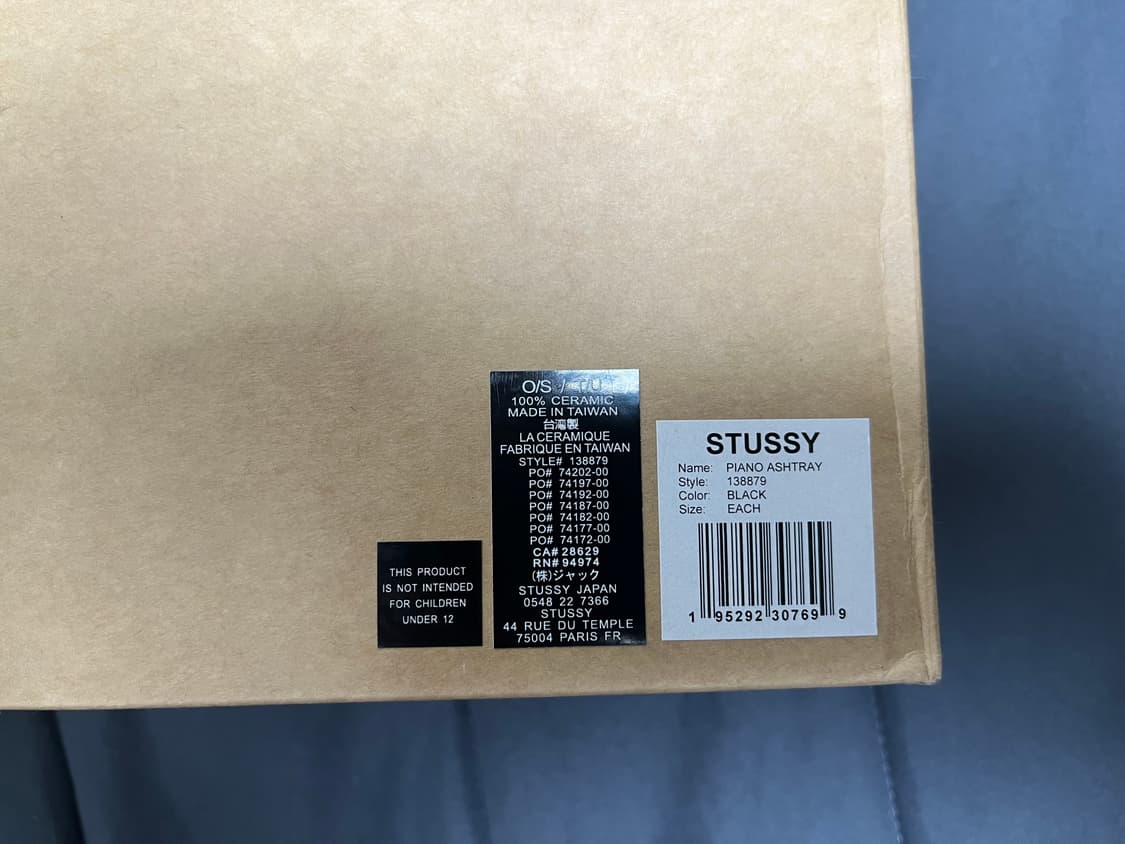 THIS PRODUCT
IS NOT INTENDED
FOR CHILDREN
UNDER 12
O/S / T/U
100% CERAMIC
MADE IN TAIWAN
台灣製
LA CERAMIQUE
FABRIQUE EN TAIWAN
STYLE# 138879
PO# 74202-00
PO# 74197-00
PO# 74192-00
PO# 74187-00
PO# 74182-00
PO# 74177-00
PO# 74172-00
CA# 28629
RN# 94974
(株)ジャック
STUSSY JAPAN
0548 22 7366
STUSSY
44 RUE DU TEMPLE
75004 PARIS FR
STUSSY
Name: PIANO ASHTRAY
Style: 138879
Color: BLACK
Size: EACH
1 95292 30769 9